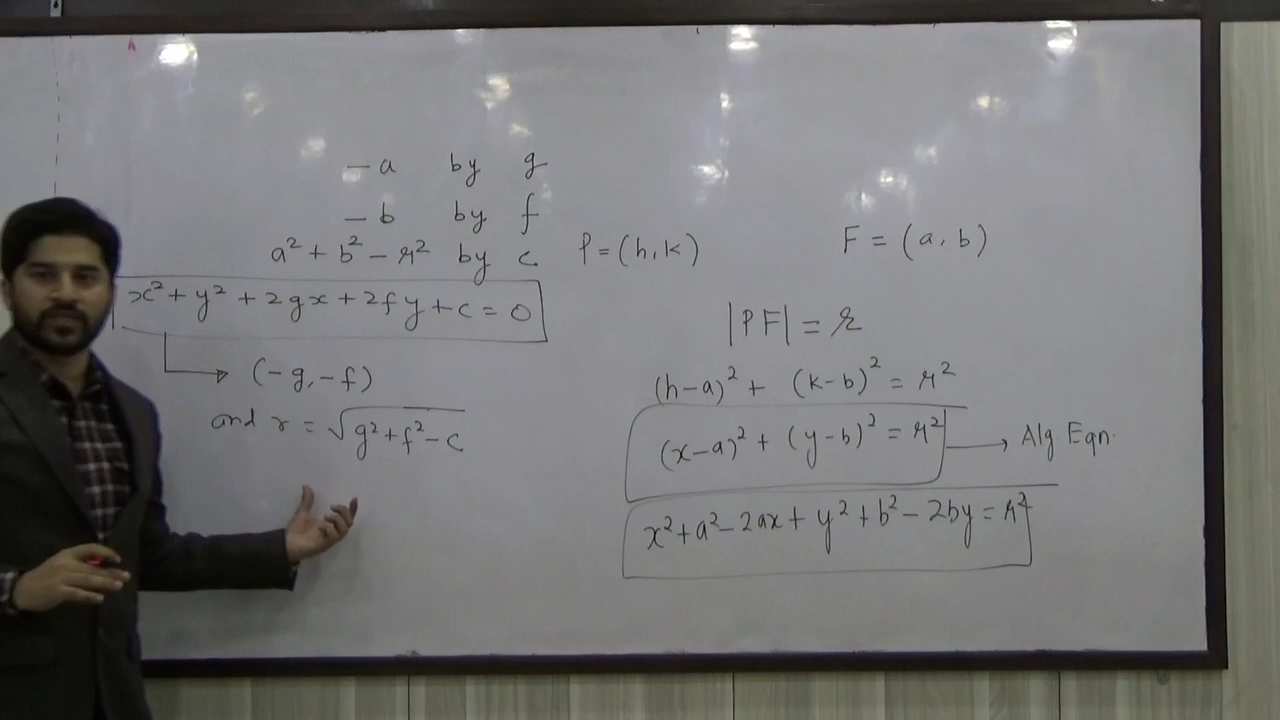 — a by g
— b by f
a² + b² – r² by c
x² + y² + 2gx + 2fy + c = 0
(-g, -f)
and r = √g² + f² - c
P = (h, k)
F = (a, b)
|PF| = r
(h-a)² + (k-b)² = r²
(x-a)² + (y-b)² = r² → Alg Eqn.
x² + a² - 2ax + y² + b² - 2by = r²